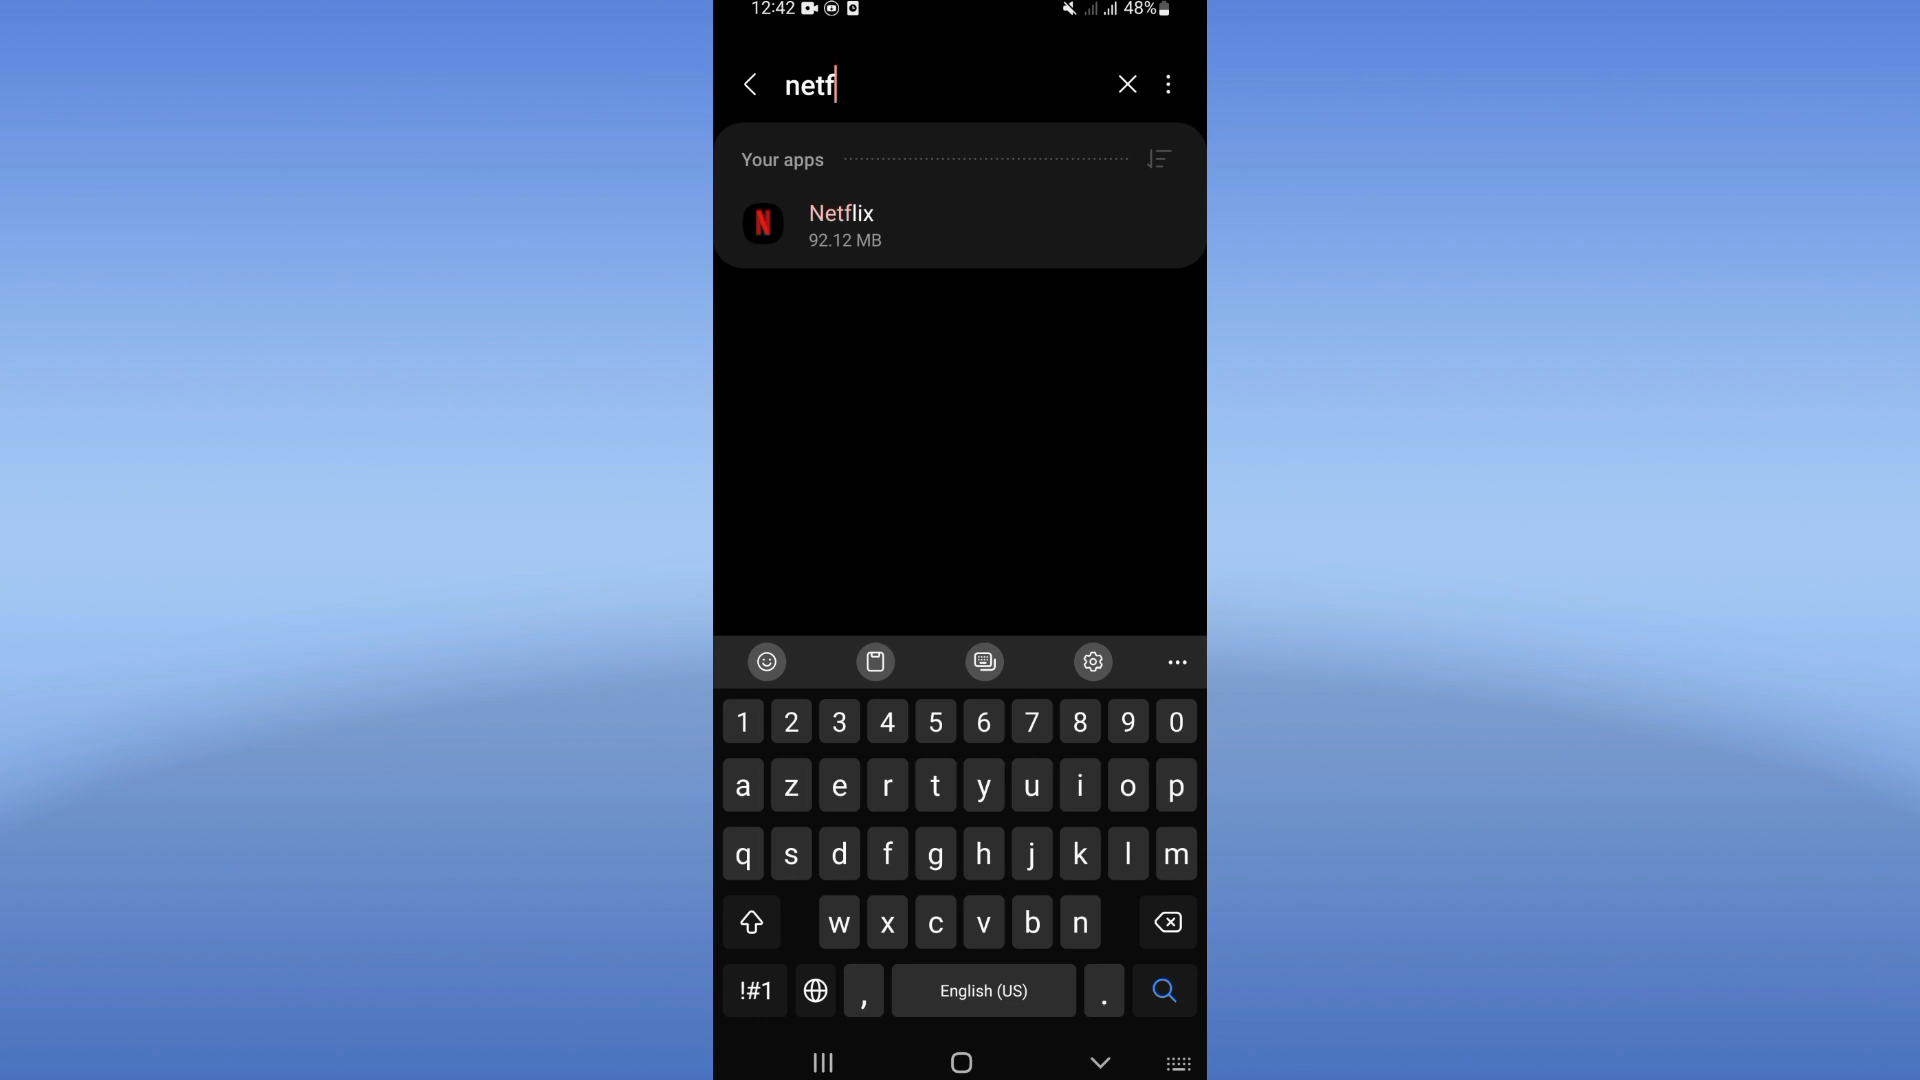 12:42 48%
netf
Your apps
N Netflix
92.12 MB
1 2 3 4 5 6 7 8 9 0
a z e r t y u i o p
q s d f g h j k l m
w x c v b n
!#1 , English (US) .